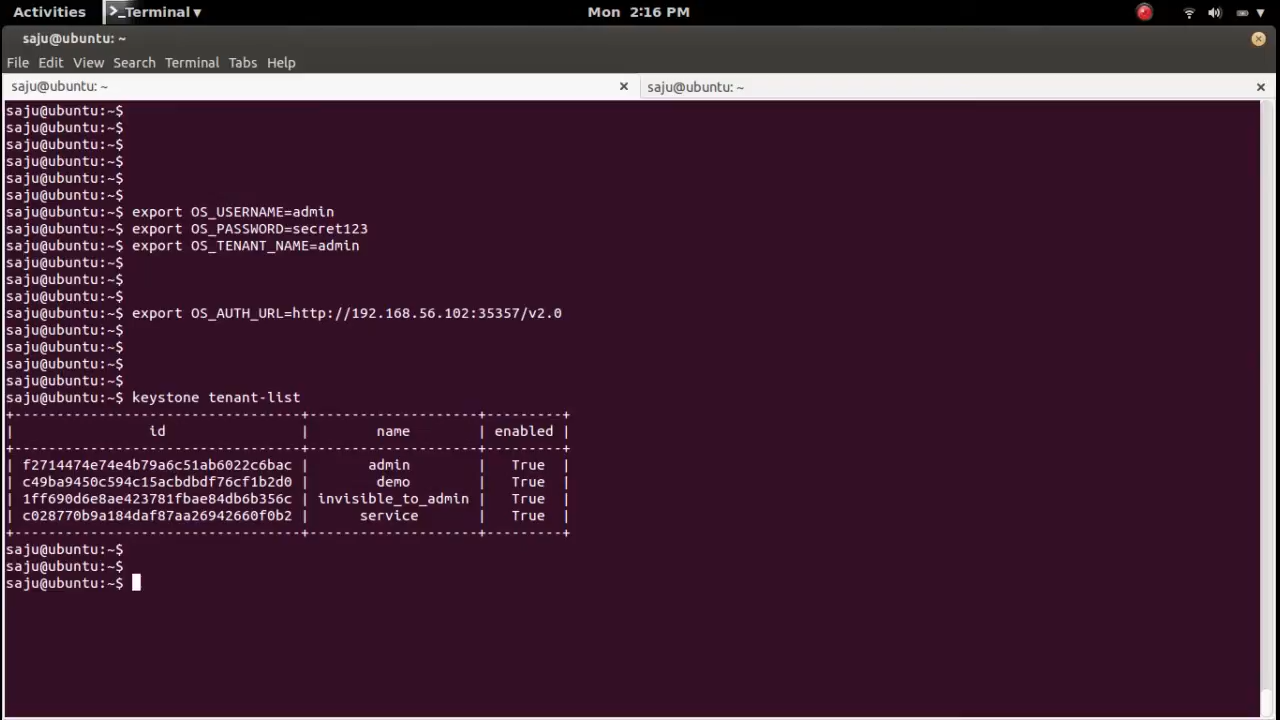 Activities
>_Terminal▾
Mon 2:16 PM
saju@ubuntu: ~
File Edit View Search Terminal Tabs Help
saju@ubuntu: ~ ×
saju@ubuntu: ~ ×
saju@ubuntu:~$
saju@ubuntu:~$
saju@ubuntu:~$
saju@ubuntu:~$
saju@ubuntu:~$
saju@ubuntu:~$
saju@ubuntu:~$ export OS_USERNAME=admin
saju@ubuntu:~$ export OS_PASSWORD=secret123
saju@ubuntu:~$ export OS_TENANT_NAME=admin
saju@ubuntu:~$
saju@ubuntu:~$
saju@ubuntu:~$
saju@ubuntu:~$ export OS_AUTH_URL=http://192.168.56.102:35357/v2.0
saju@ubuntu:~$
saju@ubuntu:~$
saju@ubuntu:~$
saju@ubuntu:~$
saju@ubuntu:~$ keystone tenant-list
+----------------------------------+--------------------+---------+
| id | name | enabled |
+----------------------------------+--------------------+---------+
| f2714474e74e4b79a6c51ab6022c6bac | admin | True |
| c49ba9450c594c15acbdbdf76cf1b2d0 | demo | True |
| 1ff690d6e8ae423781fbae84db6b356c | invisible_to_admin | True |
| c028770b9a184daf87aa26942660f0b2 | service | True |
+----------------------------------+--------------------+---------+
saju@ubuntu:~$
saju@ubuntu:~$
saju@ubuntu:~$